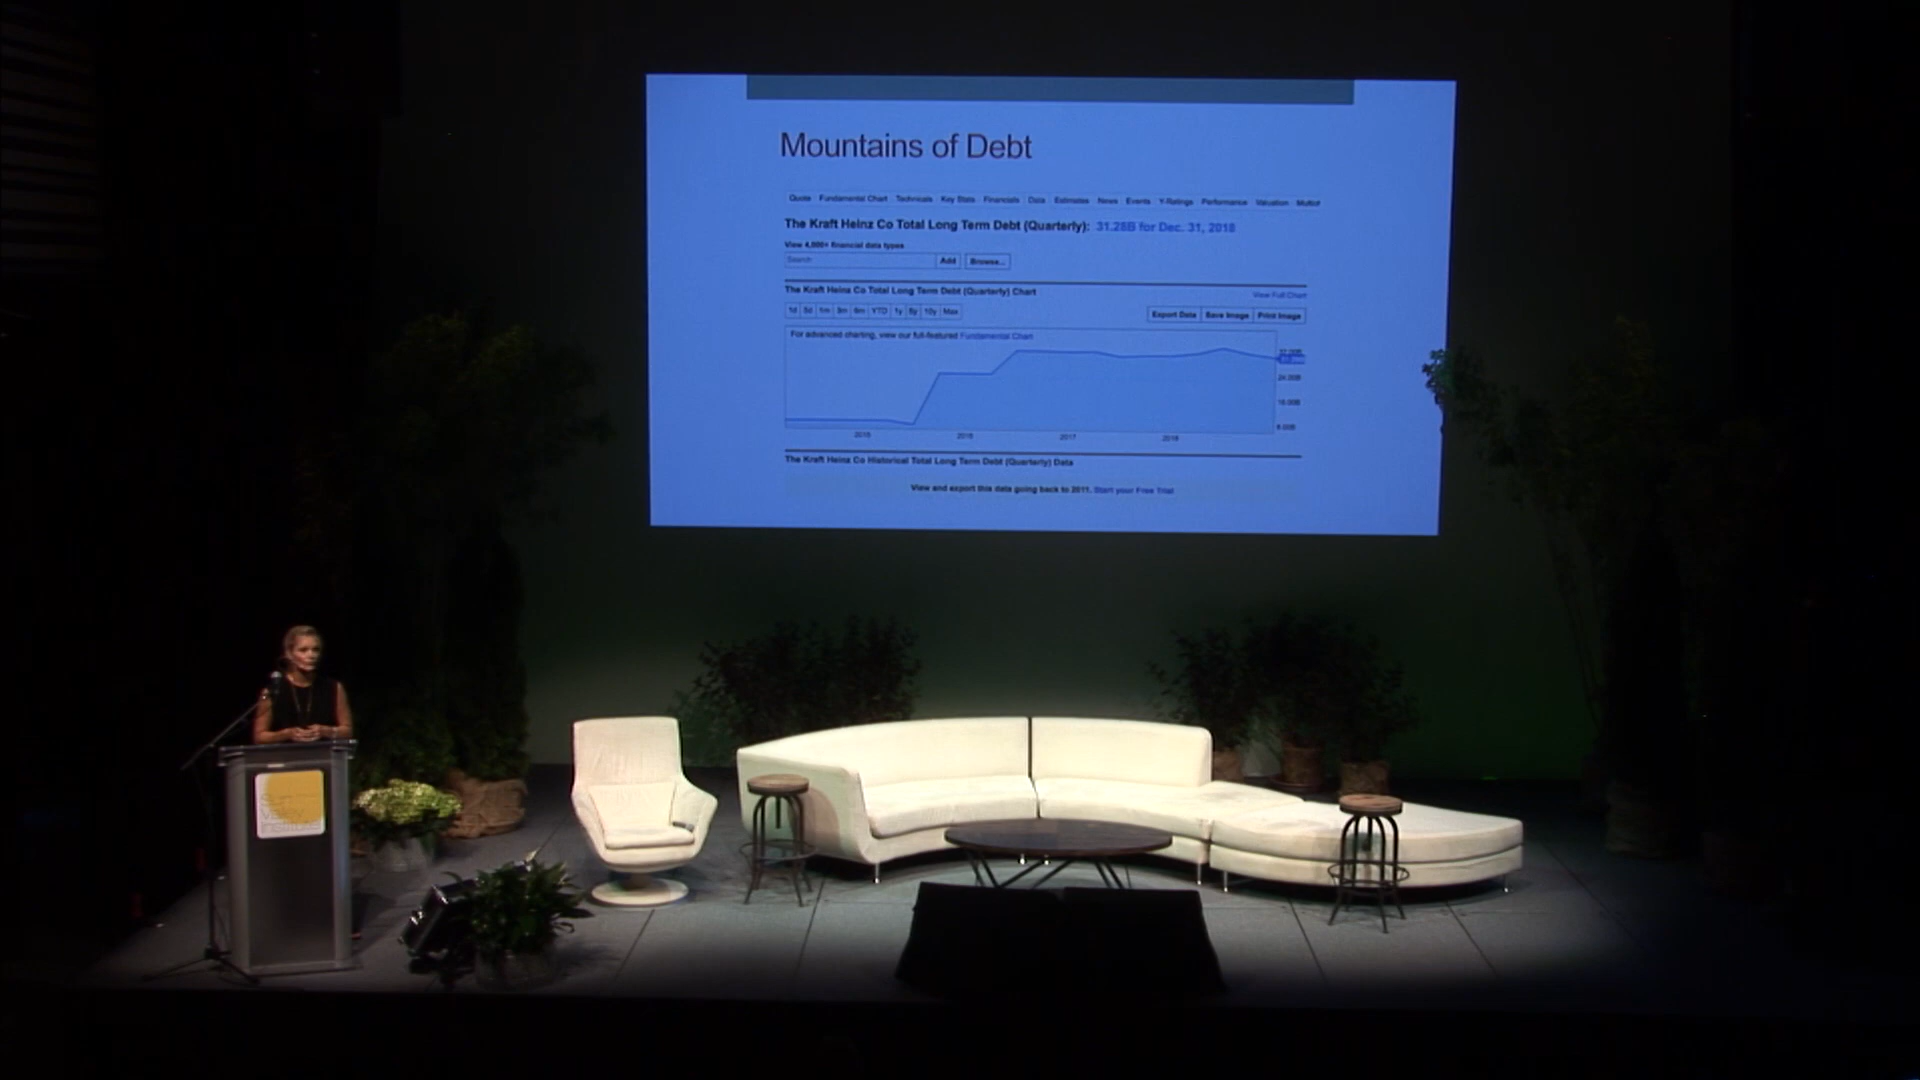 Mountains of Debt
Quote Fundamental Chart Technicals Key Stats Financials Data Estimates News Events Y-Ratings Performance Valuation
The Kraft Heinz Co Total Long Term Debt (Quarterly): 31.28B for Dec. 31, 2018
View 4,000+ financial data types
Search Add Browse...
The Kraft Heinz Co Total Long Term Debt (Quarterly) Chart View Full Chart
1d 5d 1m 3m 6m YTD 1y 5y 10y Max Export Data Save Image Print Image
For advanced charting, view our full-featured Fundamental Chart
32.00B
24.00B
16.00B
8.00B
2015 2016 2017 2018
The Kraft Heinz Co Historical Total Long Term Debt (Quarterly) Data
View and export this data going back to 2011. Start your Free Trial